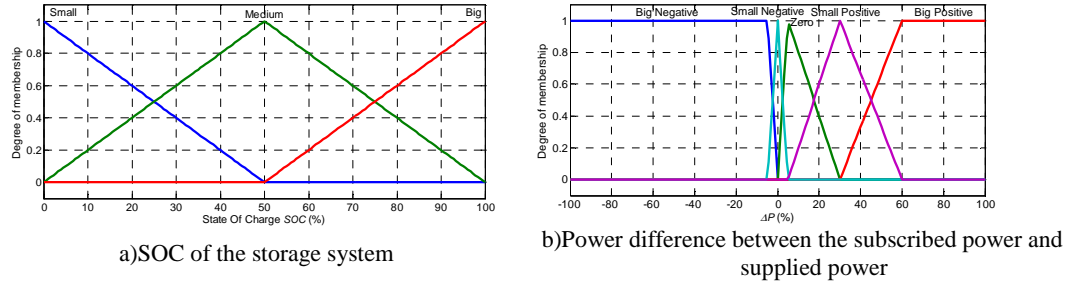 Small Medium Big
1
0.8
0.6
0.4
0.2
0
Degree of membership
0 10 20 30 40 50 60 70 80 90 100
State Of Charge SOC (%)
a)SOC of the storage system
Big Negative Small Negative Zero Small Positive Big Positive
1
0.8
0.6
0.4
0.2
0
Degree of membership
-100 -80 -60 -40 -20 0 20 40 60 80 100
ΔP (%)
b)Power difference between the subscribed power and
supplied power